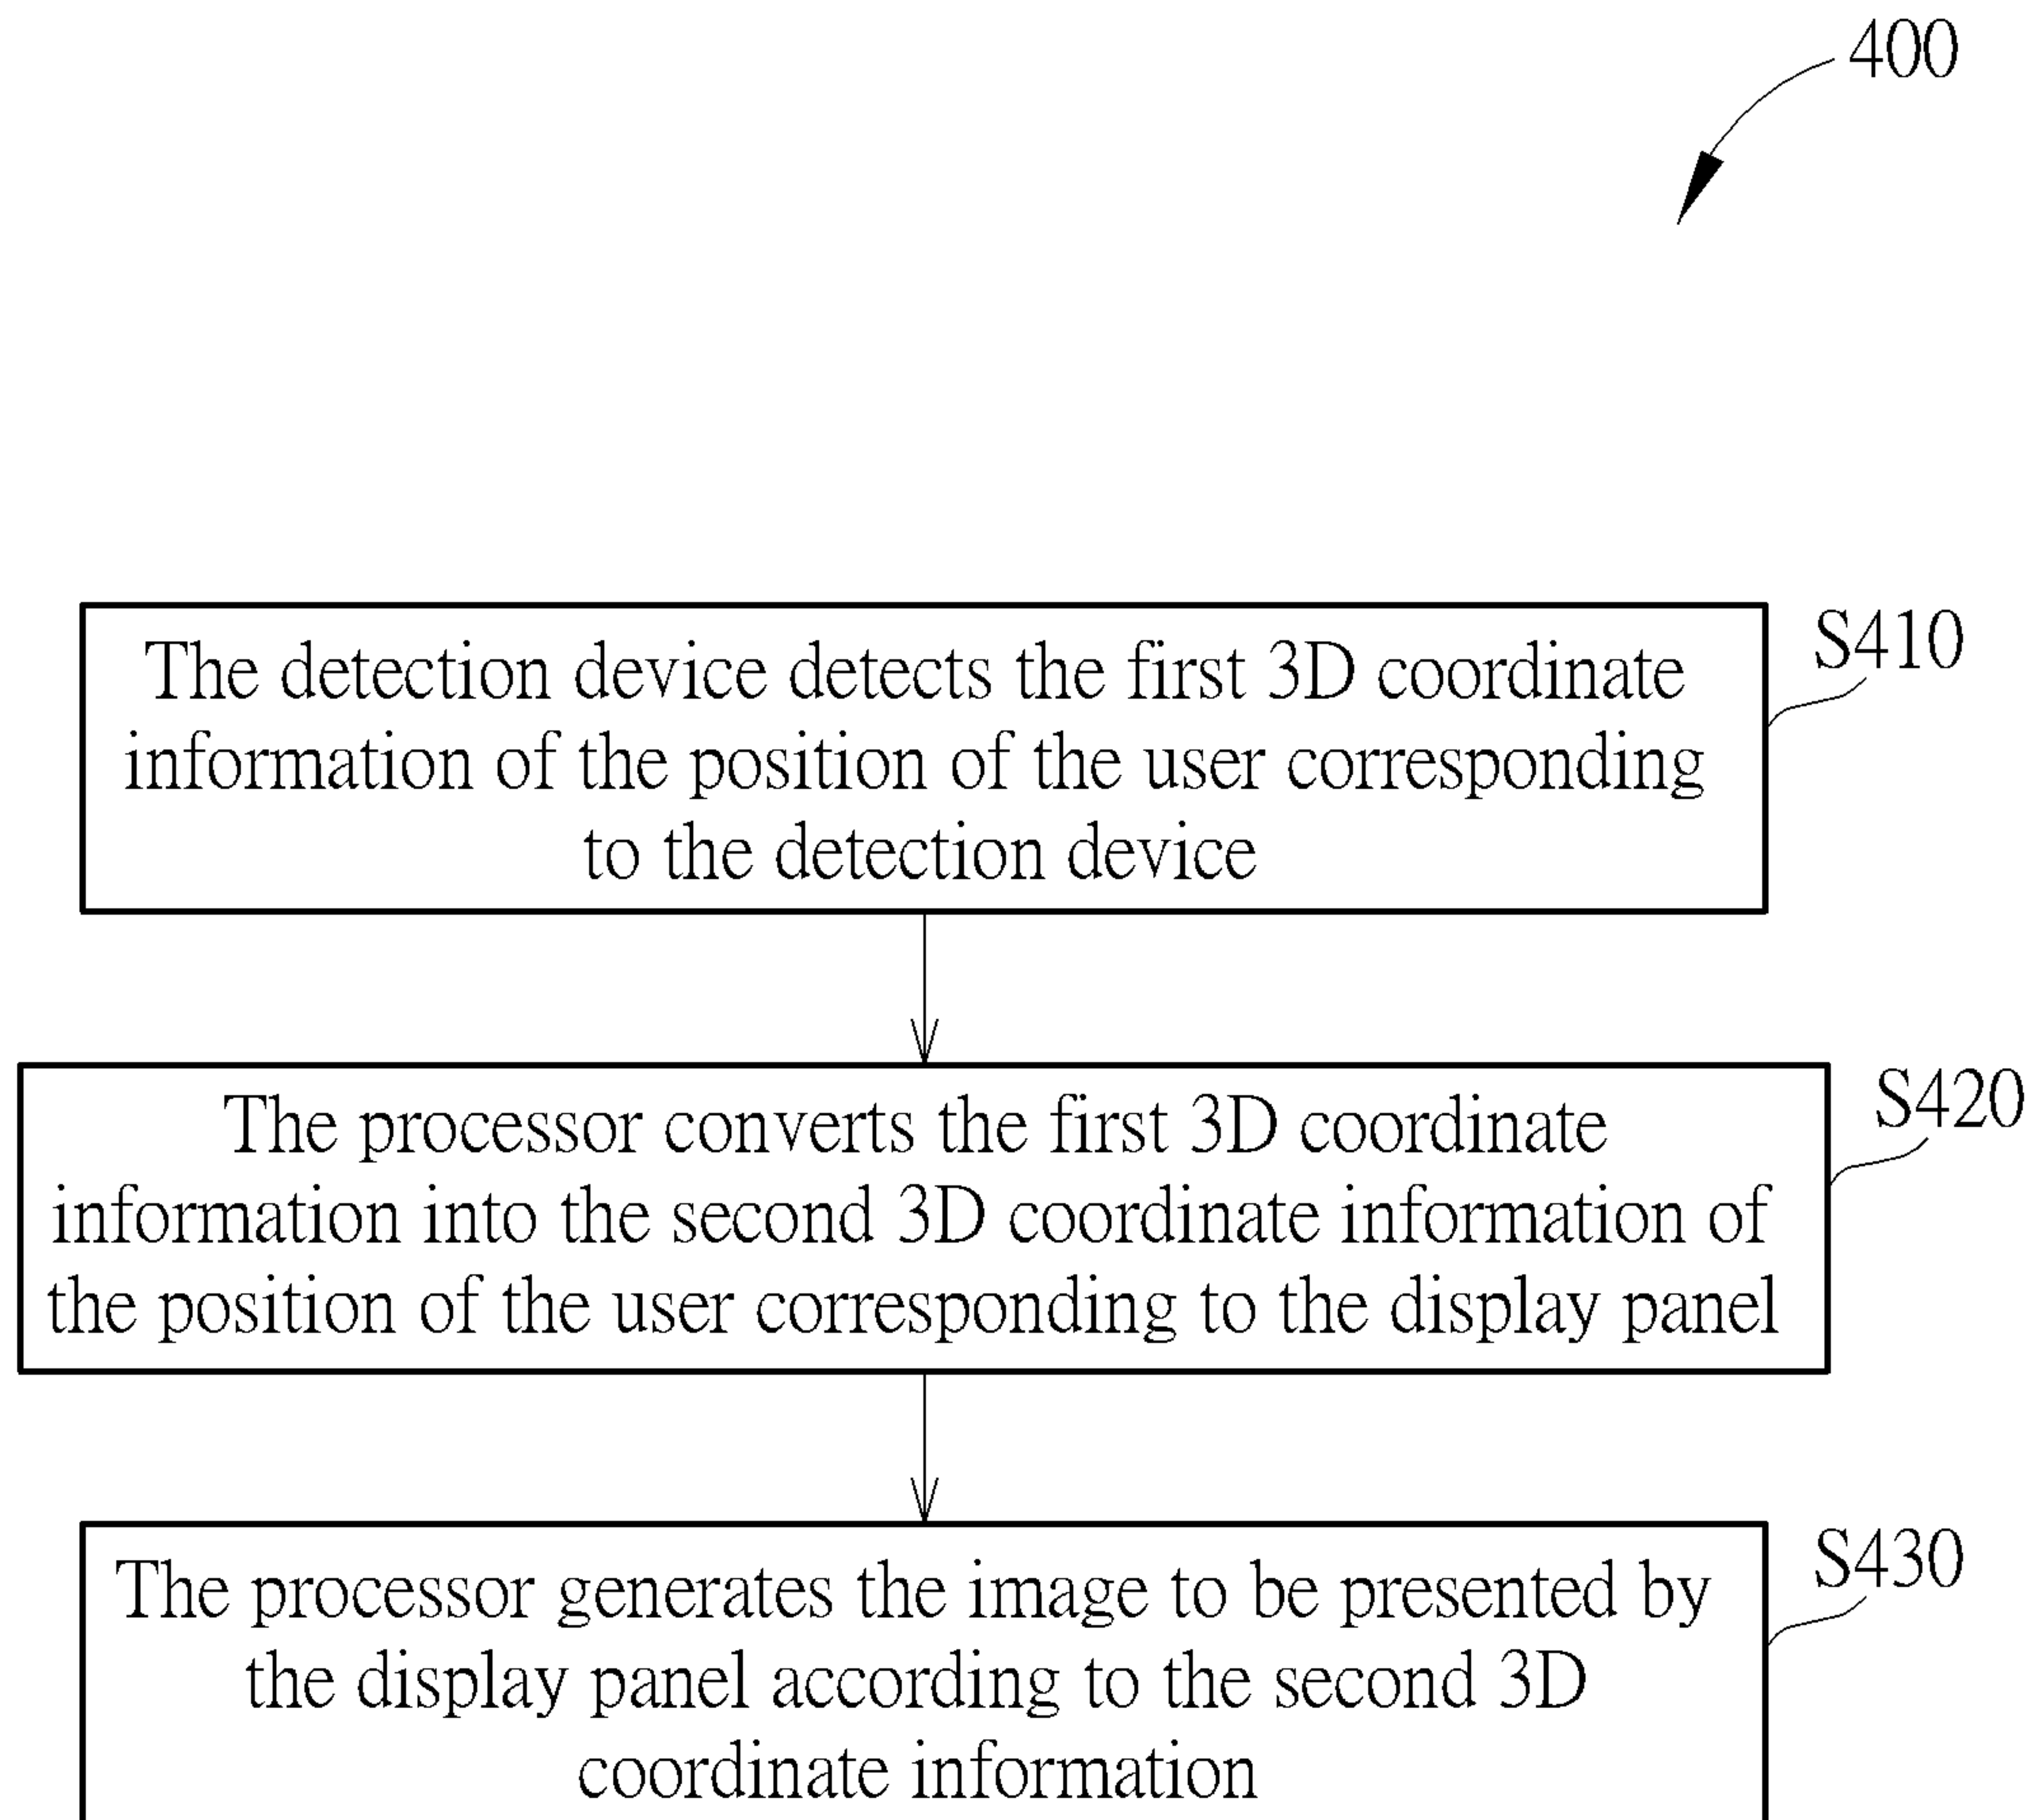 400
The detection device detects the first 3D coordinate
information of the position of the user corresponding
to the detection device
S410
The processor converts the first 3D coordinate
information into the second 3D coordinate information of
the position of the user corresponding to the display panel
S420
The processor generates the image to be presented by
the display panel according to the second 3D
coordinate information
S430